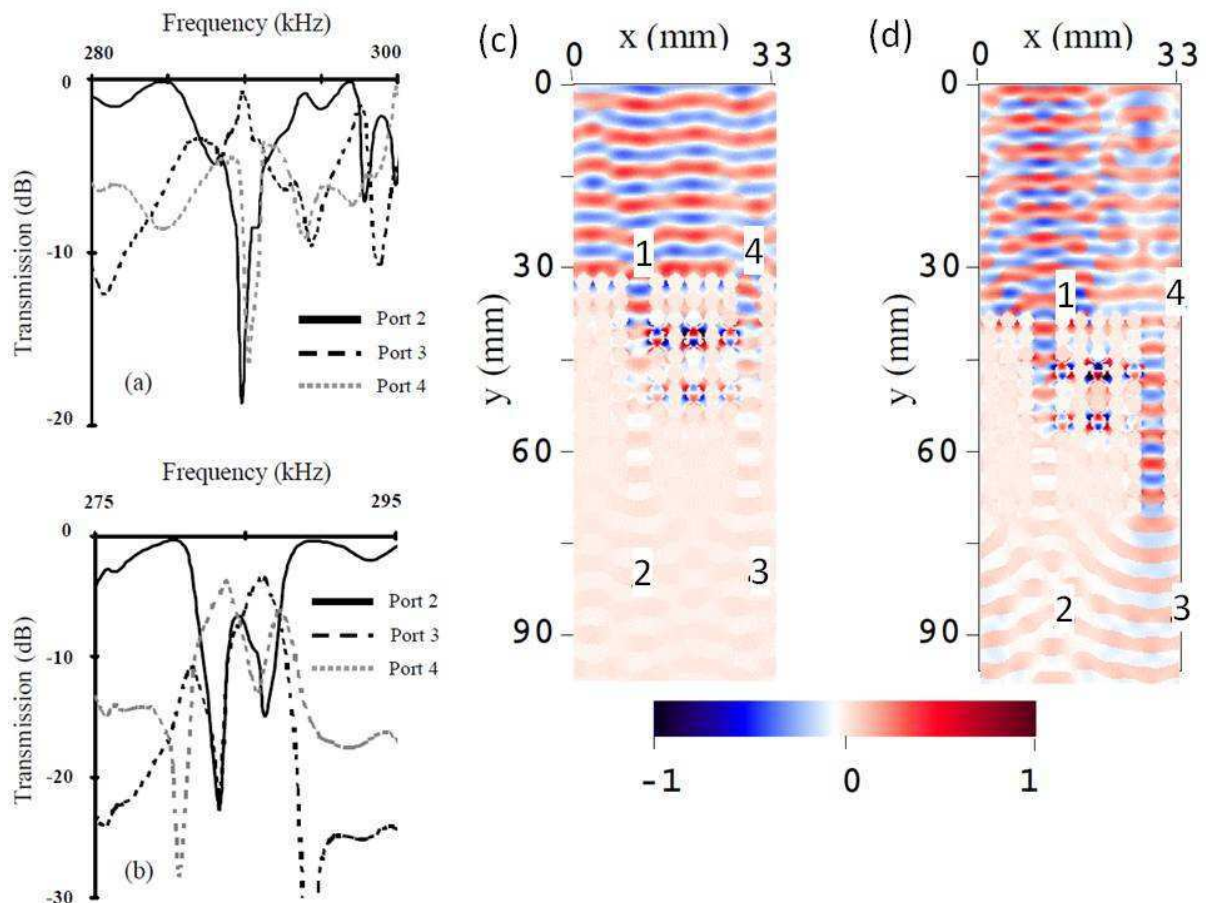 Frequency (kHz)
280 300
0
-10
-20
Transmission (dB)
Port 2
Port 3
Port 4
(a)
Frequency (kHz)
275 295
0
-10
-20
-30
Transmission (dB)
Port 2
Port 3
Port 4
(b)
(c)
x (mm)
0 33
0
30
60
90
y (mm)
1 4
2 3
(d)
x (mm)
0 33
0
30
60
90
y (mm)
1 4
2 3
-1 0 1